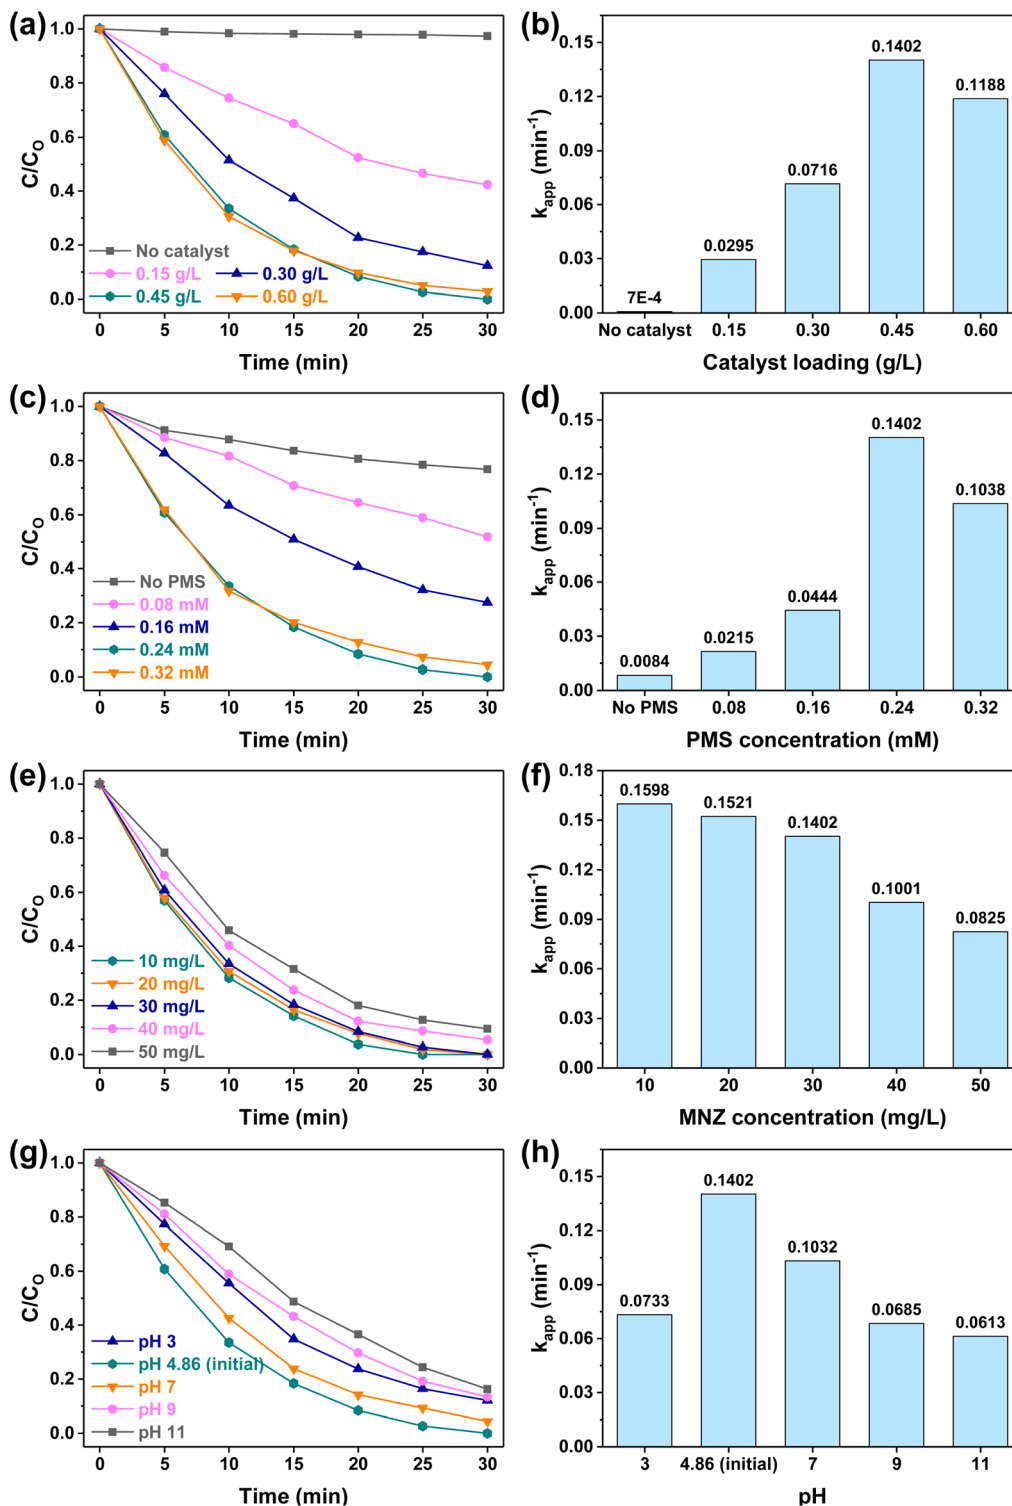 (a)
1.0
0.8
0.6
0.4
0.2
0.0
C/C₀
No catalyst
0.15 g/L 0.30 g/L
0.45 g/L 0.60 g/L
0 5 10 15 20 25 30
Time (min)
(b)
0.15
0.12
0.09
0.06
0.03
0.00
k_app (min⁻¹)
7E-4
0.0295
0.0716
0.1402
0.1188
No catalyst 0.15 0.30 0.45 0.60
Catalyst loading (g/L)
(c)
1.0
0.8
0.6
0.4
0.2
0.0
C/C₀
No PMS
0.08 mM
0.16 mM
0.24 mM
0.32 mM
0 5 10 15 20 25 30
Time (min)
(d)
0.15
0.12
0.09
0.06
0.03
0.00
k_app (min⁻¹)
0.0084
0.0215
0.0444
0.1402
0.1038
No PMS 0.08 0.16 0.24 0.32
PMS concentration (mM)
(e)
1.0
0.8
0.6
0.4
0.2
0.0
C/C₀
10 mg/L
20 mg/L
30 mg/L
40 mg/L
50 mg/L
0 5 10 15 20 25 30
Time (min)
(f)
0.18
0.15
0.12
0.09
0.06
0.03
0.00
k_app (min⁻¹)
0.1598
0.1521
0.1402
0.1001
0.0825
10 20 30 40 50
MNZ concentration (mg/L)
(g)
1.0
0.8
0.6
0.4
0.2
0.0
C/C₀
pH 3
pH 4.86 (initial)
pH 7
pH 9
pH 11
0 5 10 15 20 25 30
Time (min)
(h)
0.15
0.12
0.09
0.06
0.03
0.00
k_app (min⁻¹)
0.0733
0.1402
0.1032
0.0685
0.0613
3 4.86 (initial) 7 9 11
pH